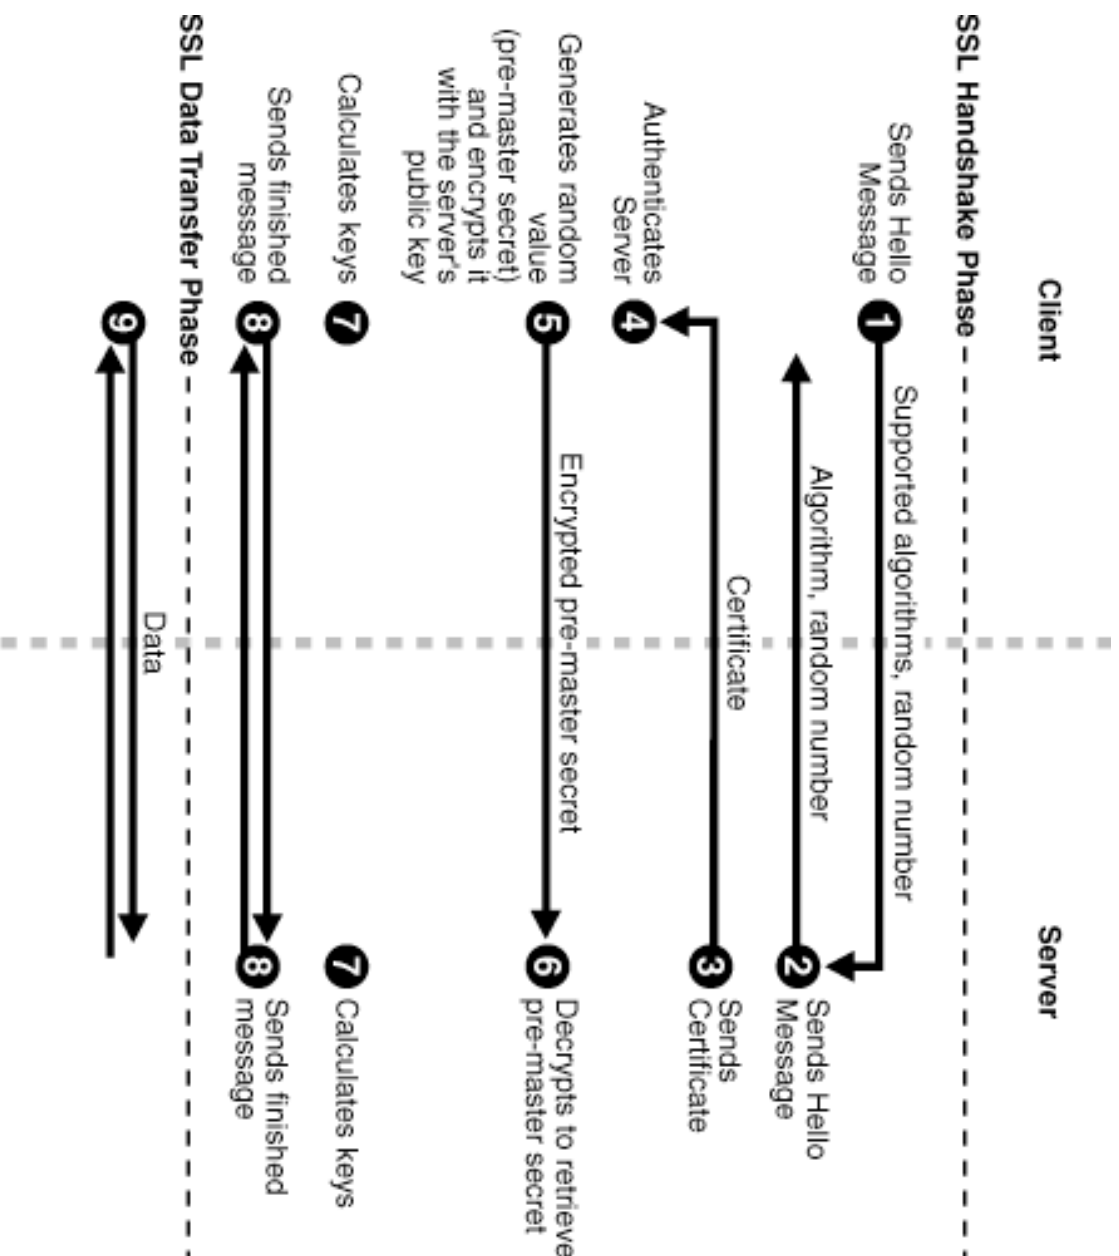 Client
Server
SSL Handshake Phase
Sends Hello
Message
1
Supported algorithms, random number
2
Sends Hello
Message
Algorithm, random number
3
Sends
Certificate
Certificate
Authenticates
Server
4
Generates random
value
(pre-master secret)
and encrypts it
with the server's
public key
5
Encrypted pre-master secret
6
Decrypts to retrieve
pre-master secret
Calculates keys
7
7
Calculates keys
Sends finished
message
8
8
Sends finished
message
SSL Data Transfer Phase
9
Data